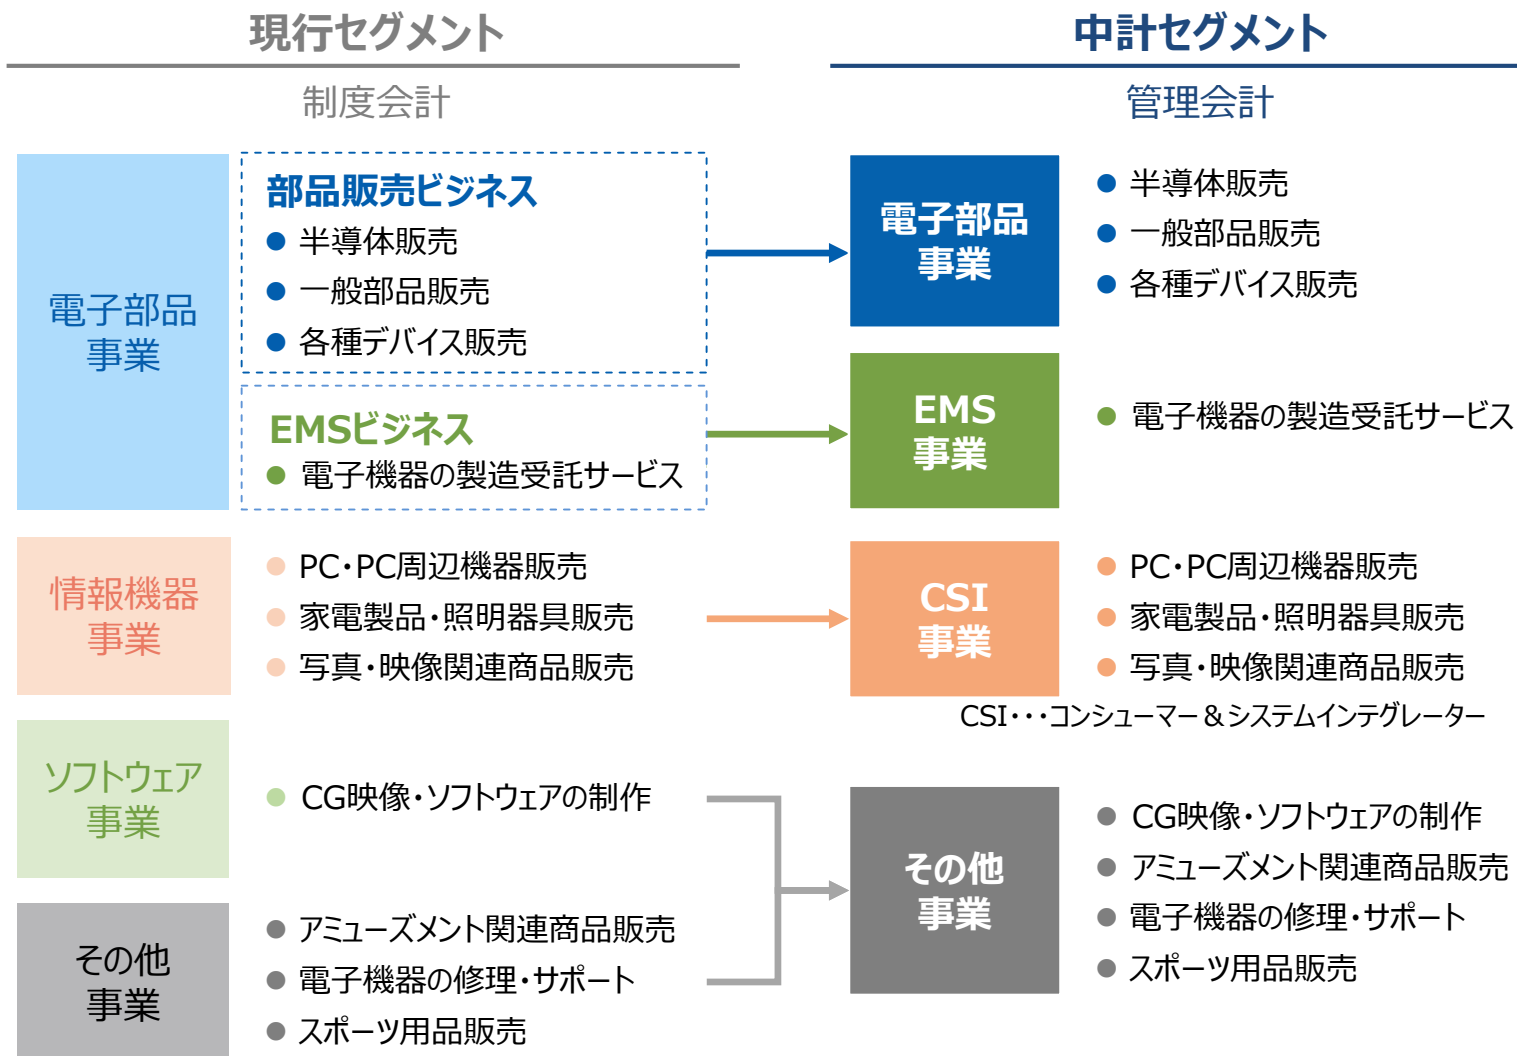 現行セグメント
制度会計
電子部品
事業
部品販売ビジネス
● 半導体販売
● 一般部品販売
● 各種デバイス販売
EMSビジネス
● 電子機器の製造受託サービス
情報機器
事業
● PC・PC周辺機器販売
● 家電製品・照明器具販売
● 写真・映像関連商品販売
ソフトウェア
事業
● CG映像・ソフトウェアの制作
その他
事業
● アミューズメント関連商品販売
● 電子機器の修理・サポート
● スポーツ用品販売
中計セグメント
管理会計
電子部品
事業
● 半導体販売
● 一般部品販売
● 各種デバイス販売
EMS
事業
● 電子機器の製造受託サービス
CSI
事業
● PC・PC周辺機器販売
● 家電製品・照明器具販売
● 写真・映像関連商品販売
CSI・・・コンシューマー＆システムインテグレーター
その他
事業
● CG映像・ソフトウェアの制作
● アミューズメント関連商品販売
● 電子機器の修理・サポート
● スポーツ用品販売